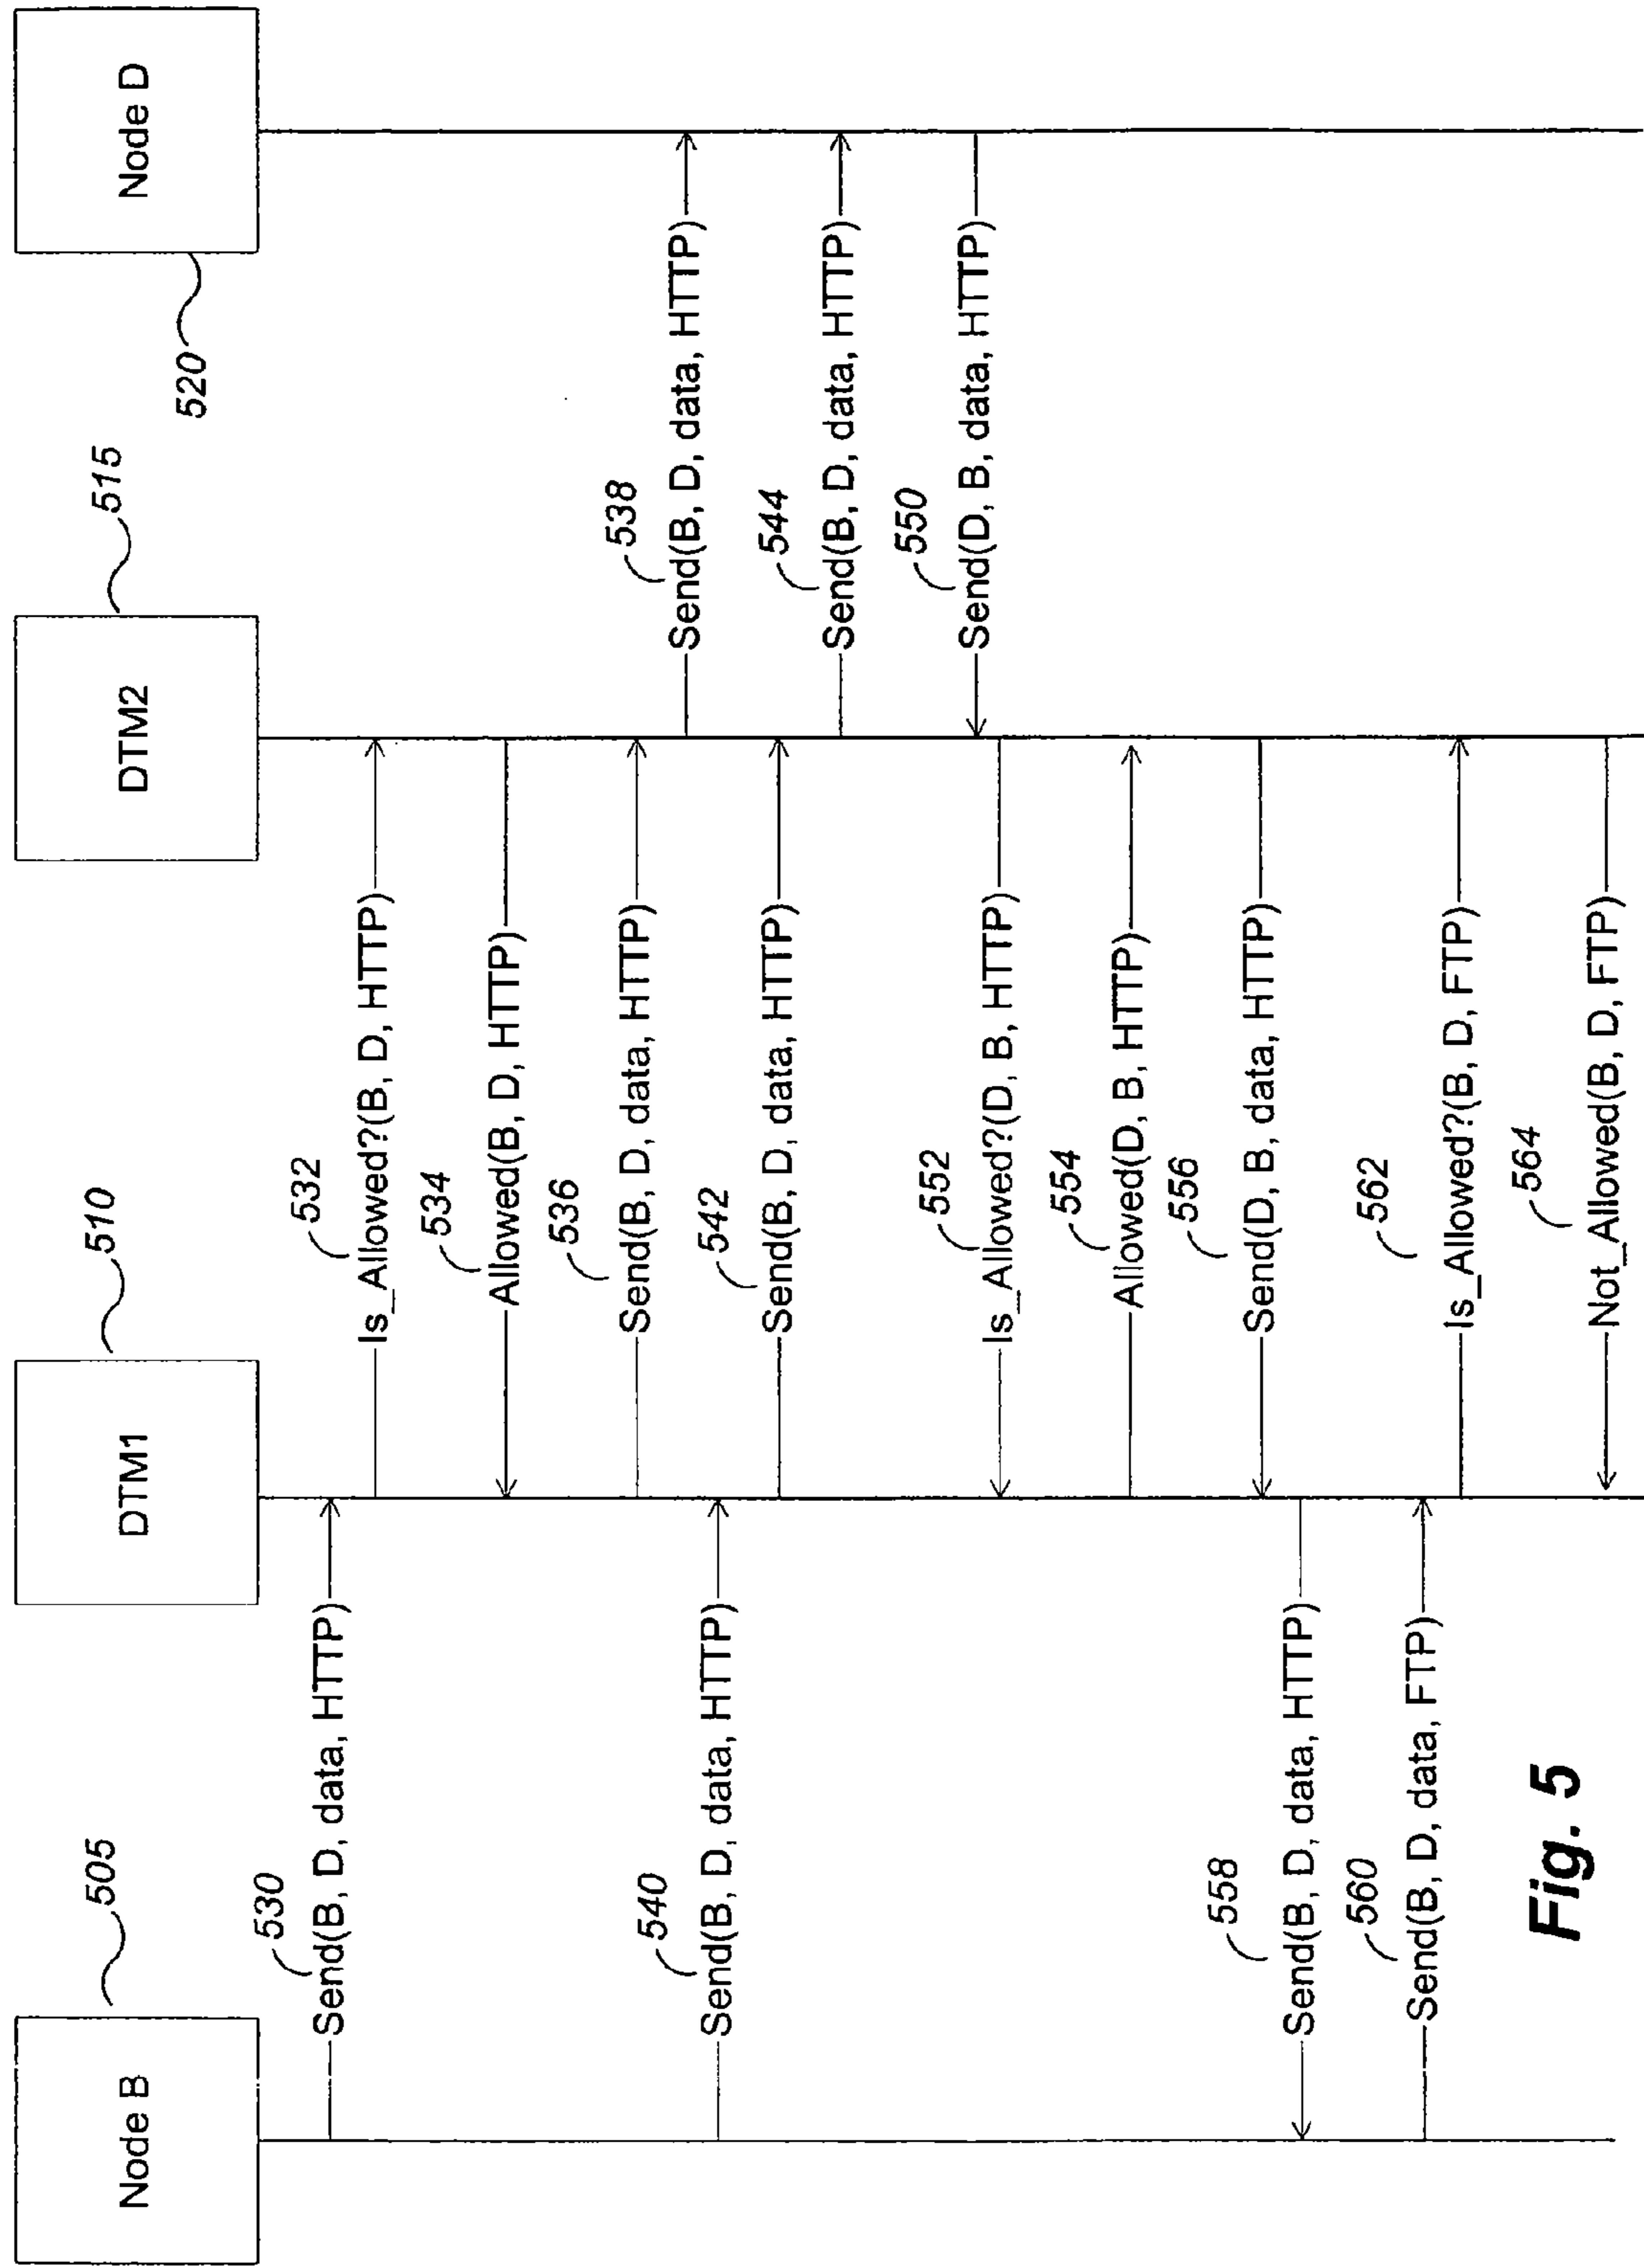 Node B
505
DTM1
510
DTM2
515
Node D
520
530
Send(B, D, data, HTTP)
532
Is_Allowed?(B, D, HTTP)
534
Allowed(B, D, HTTP)
536
Send(B, D, data, HTTP)
538
Send(B, D, data, HTTP)
540
Send(B, D, data, HTTP)
542
Send(B, D, data, HTTP)
544
Send(B, D, data, HTTP)
550
Send(D, B, data, HTTP)
552
Is_Allowed?(D, B, HTTP)
554
Allowed(D, B, HTTP)
556
Send(D, B, data, HTTP)
558
Send(B, D, data, HTTP)
560
Send(B, D, data, FTP)
562
Is_Allowed?(B, D, FTP)
564
Not_Allowed(B, D, FTP)
Fig. 5